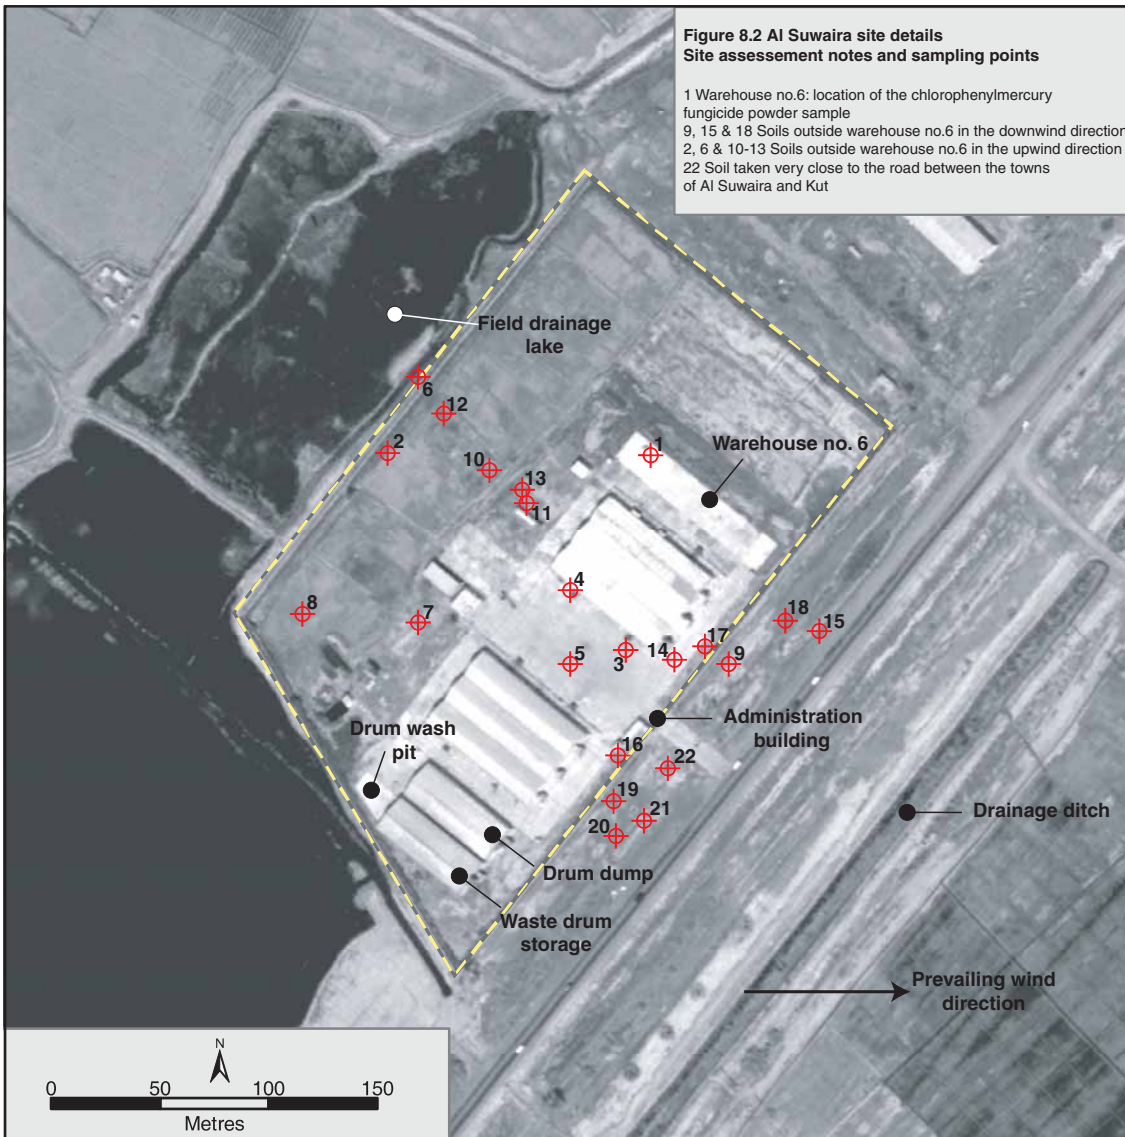 Figure 8.2 Al Suwaira site details
Site assessement notes and sampling points
1 Warehouse no.6: location of the chlorophenylmercury
fungicide powder sample
9, 15 & 18 Soils outside warehouse no.6 in the downwind direction
2, 6 & 10-13 Soils outside warehouse no.6 in the upwind direction
22 Soil taken very close to the road between the towns
of Al Suwaira and Kut
Field drainage
lake
6
12
2
10
13
11
1
Warehouse no. 6
4
8
7
5
3
14
17
9
18
15
Administration
building
Drum wash
pit
16
22
19
21
20
Drainage ditch
Drum dump
Waste drum
storage
Prevailing wind
direction
N
0 50 100 150
Metres